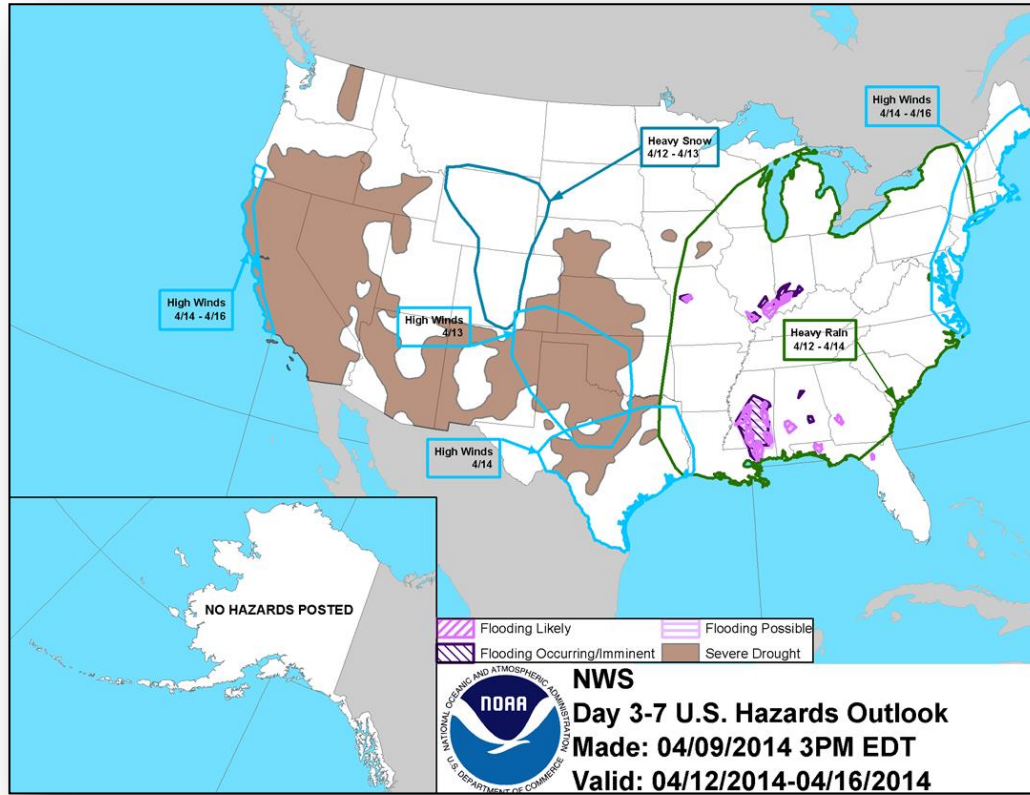 High Winds
4/14 - 4/16
Heavy Snow
4/12 - 4/13
High Winds
4/14 - 4/16
High Winds
4/13
Heavy Rain
4/12 - 4/14
High Winds
4/14
NO HAZARDS POSTED
Flooding Likely
Flooding Possible
Flooding Occurring/Imminent
Severe Drought
NATIONAL OCEANIC AND ATMOSPHERIC ADMINISTRATION
U.S. DEPARTMENT OF COMMERCE
NOAA
NWS
Day 3-7 U.S. Hazards Outlook
Made: 04/09/2014 3PM EDT
Valid: 04/12/2014-04/16/2014